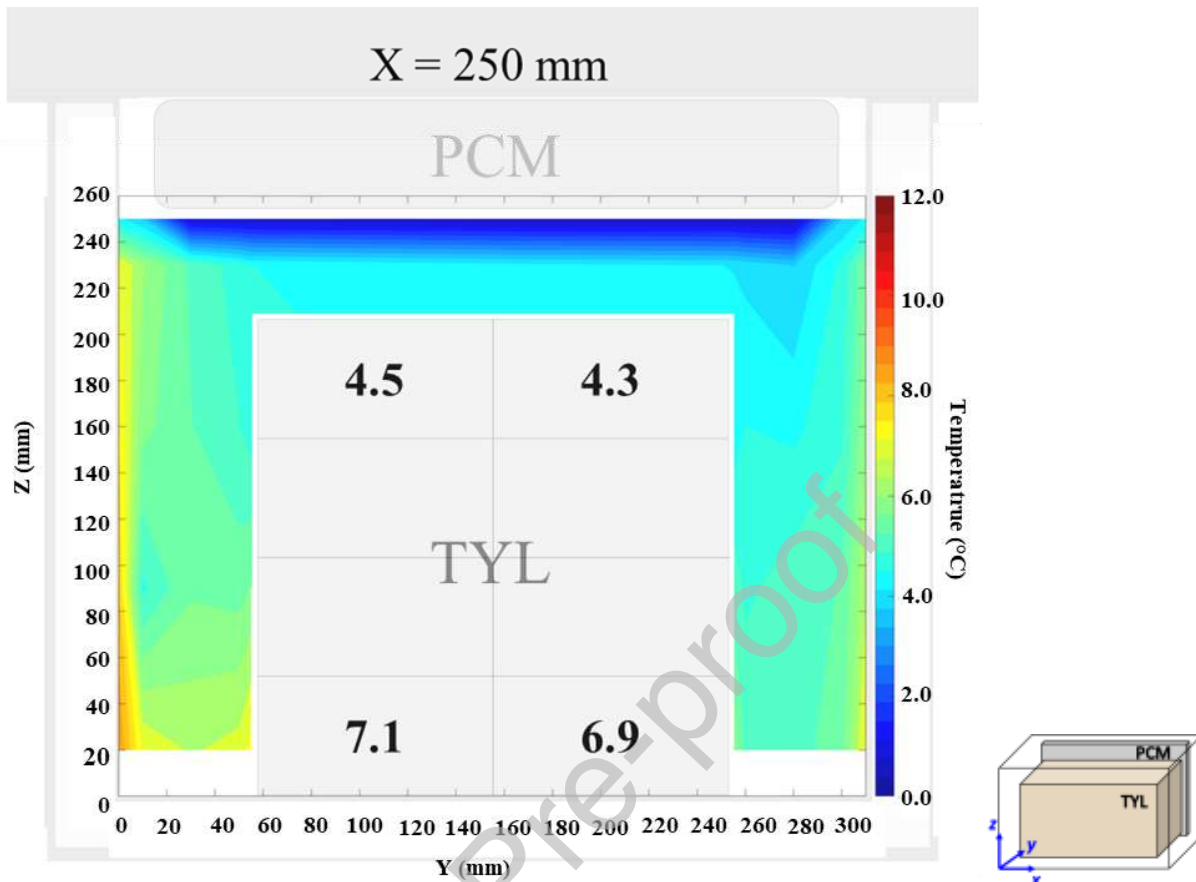 X = 250 mm
PCM
260
240
220
200
180
160
140
120
100
80
60
40
20
0
Z (mm)
4.5 4.3
TYL
7.1 6.9
0 20 40 60 80 100 120 140 160 180 200 220 240 260 280 300
Y (mm)
12.0
10.0
8.0
6.0
4.0
2.0
0.0
Temperatrue (°C)
Pre-proof
PCM
TYL
z
y
x